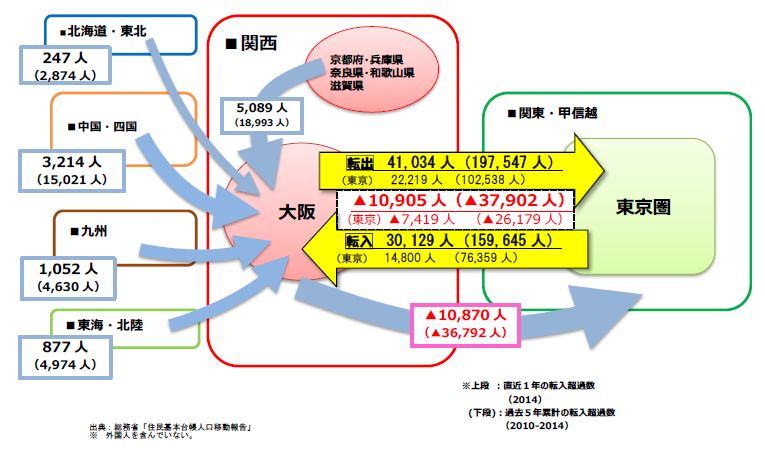 ■北海道・東北
247 人
(2,874 人)
■中国・四国
3,214 人
(15,021 人)
■九州
1,052 人
(4,630 人)
■東海・北陸
877 人
(4,974 人)
■関西
京都府・兵庫県
奈良県・和歌山県
滋賀県
5,089 人
(18,993 人)
大阪
■関東・甲信越
東京圏
転出 41,034 人 (197,547 人)
(東京) 22,219 人 (102,538 人)
▲10,905 人 (▲37,902 人)
(東京) ▲7,419 人 (▲26,179 人)
転入 30,129 人 (159,645 人)
(東京) 14,800 人 (76,359 人)
▲10,870 人
(▲36,792 人)
※上段 ：直近１年の転入超過数
(2014)
(下段)：過去５年累計の転入超過数
(2010-2014)
出典：総務省「住民基本台帳人口移動報告」
※ 外国人を含んでいない。